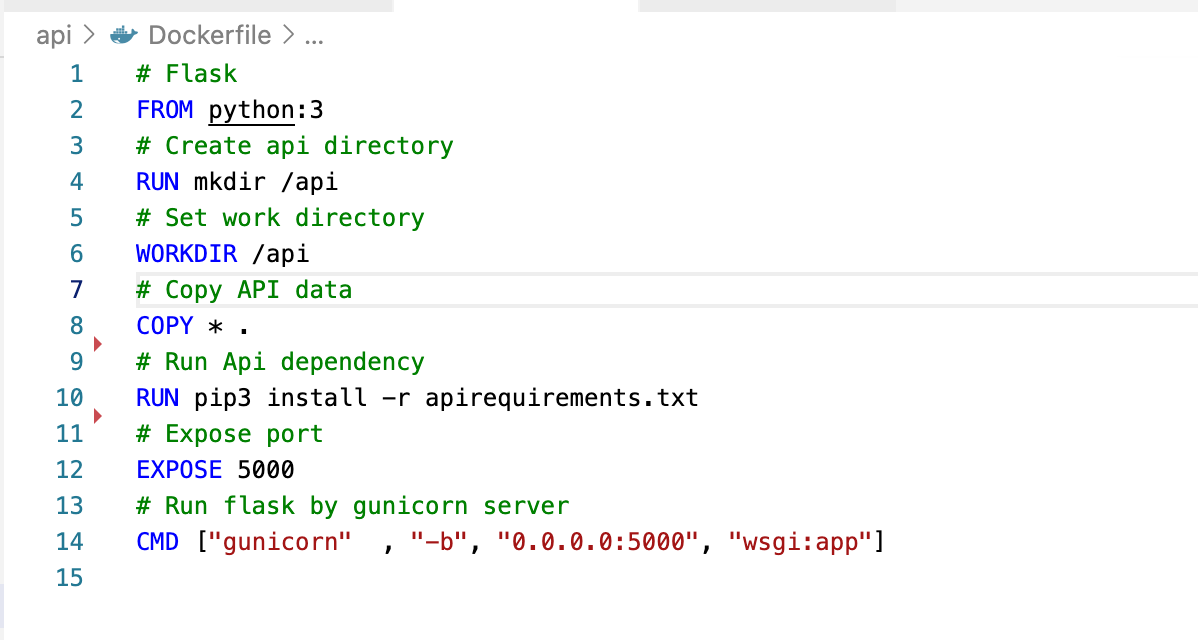 api > Dockerfile > ...
1 # Flask
2 FROM python:3
3 # Create api directory
4 RUN mkdir /api
5 # Set work directory
6 WORKDIR /api
7 # Copy API data
8 COPY * .
9 # Run Api dependency
10 RUN pip3 install -r apirequirements.txt
11 # Expose port
12 EXPOSE 5000
13 # Run flask by gunicorn server
14 CMD ["gunicorn"  , "-b", "0.0.0.0:5000", "wsgi:app"]
15